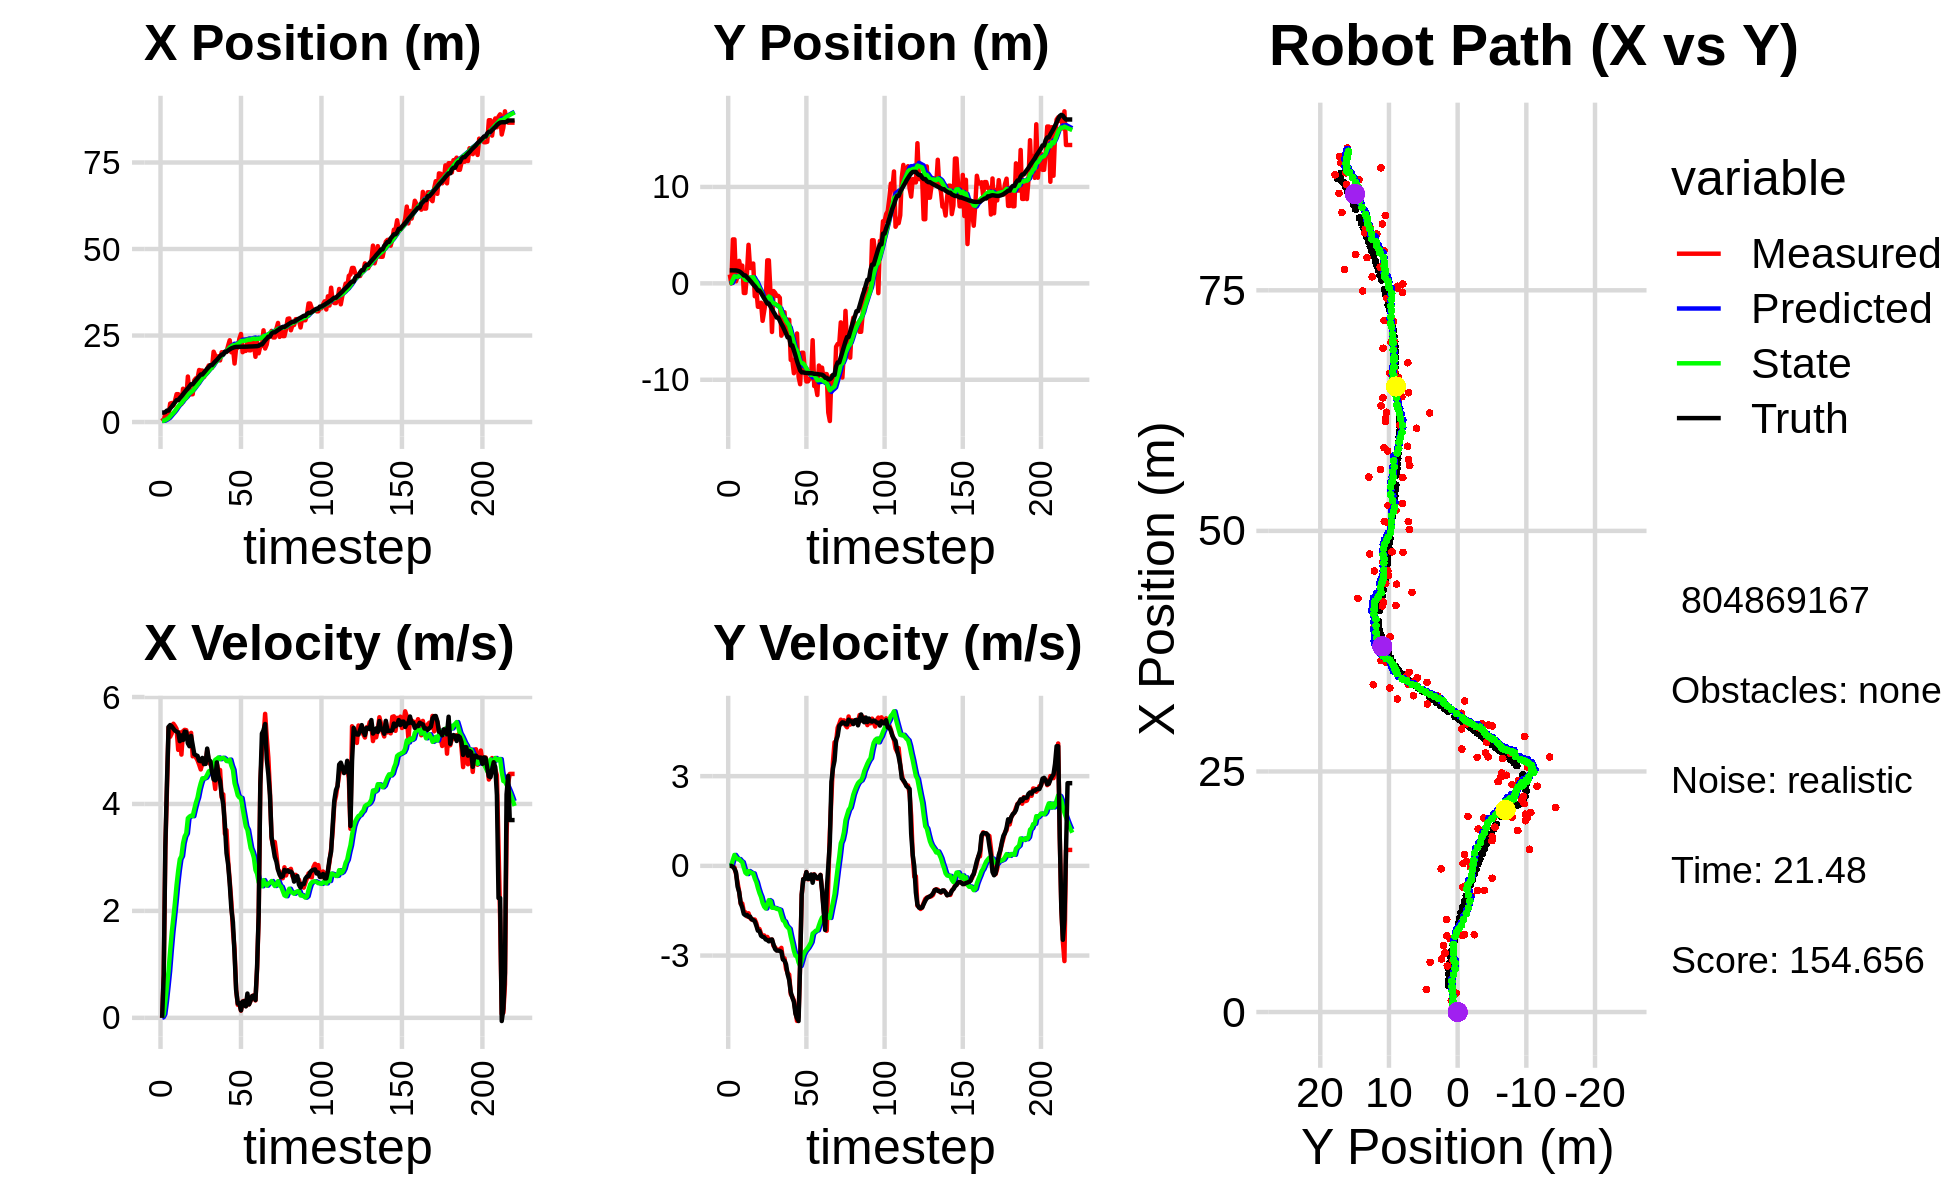 X Position (m)
75
50
25
0
0
50
100
150
200
timestep
Y Position (m)
10
0
-10
0
50
100
150
200
timestep
X Velocity (m/s)
6
4
2
0
0
50
100
150
200
timestep
Y Velocity (m/s)
3
0
-3
0
50
100
150
200
timestep
Robot Path (X vs Y)
X Position (m)
75
50
25
0
20 10 0 -10 -20
Y Position (m)
variable
Measured
Predicted
State
Truth
804869167
Obstacles: none
Noise: realistic
Time: 21.48
Score: 154.656